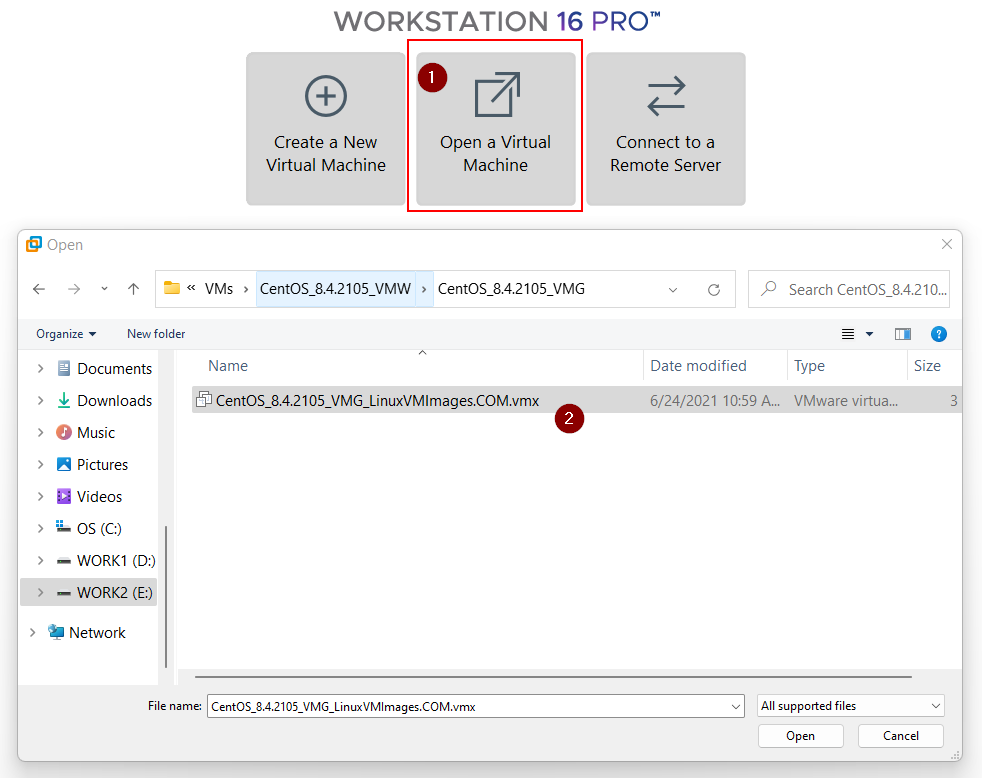 WORKSTATION 16 PRO™
1
Create a New
Virtual Machine
Open a Virtual
Machine
Connect to a
Remote Server
Open
« VMs › CentOS_8.4.2105_VMW › CentOS_8.4.2105_VMG
Search CentOS_8.4.210...
Organize
New folder
?
Name
Date modified
Type
Size
Documents
Downloads
Music
Pictures
Videos
OS (C:)
WORK1 (D:)
WORK2 (E:)
Network
CentOS_8.4.2105_VMG_LinuxVMImages.COM.vmx
6/24/2021 10:59 A...
VMware virtua...
3
2
File name:
CentOS_8.4.2105_VMG_LinuxVMImages.COM.vmx
All supported files
Open
Cancel